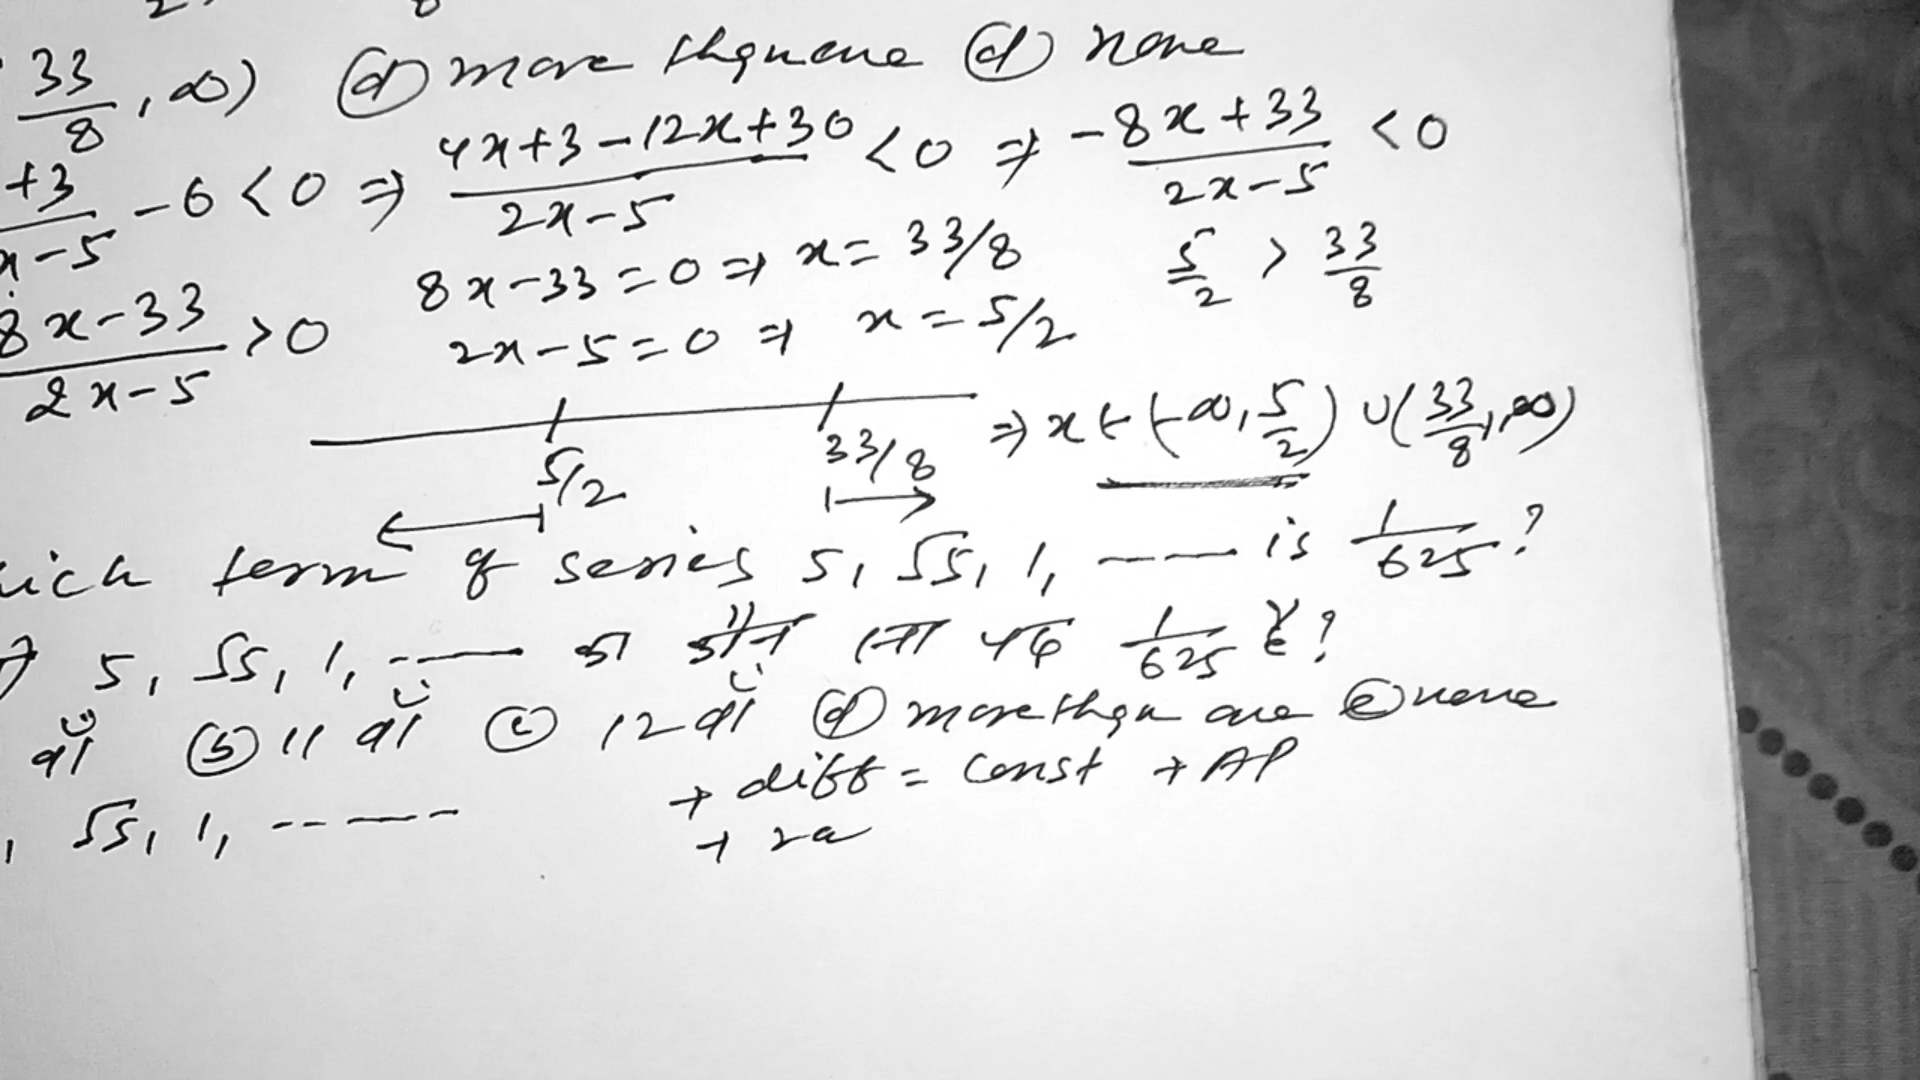 33/8, ∞) ⓓ more than one ⓓ none
+3/x-5 - 6 < 0 ⇒ 4x+3-12x+30/2x-5 < 0 ⇒ -8x+33/2x-5 < 0
8x-33/2x-5 > 0 8x-33=0 ⇒ x = 33/8 5/2 > 33/8
2x-5=0 ⇒ x = 5/2
5/2 33/8 ⇒ x ∈ (-∞, 5/2) ∪ (33/8, ∞)
term of series 5, √5, 1, ---- is 1/625 ?
5, √5, 1, ---- का कौन सा पद 1/625 है ?
वाँ ⓑ 11 वाँ ⓒ 12 वाँ ⓓ more than one ⓔ none
, √5, 1, ------ → diff = const → AP
→ ra